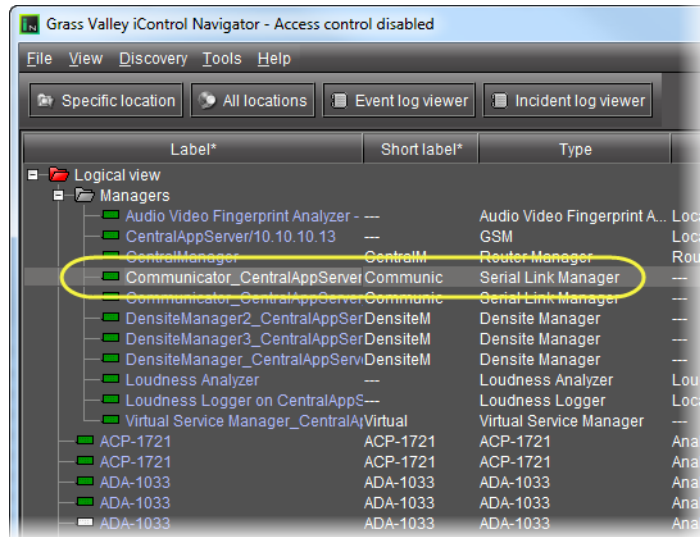 Grass Valley iControl Navigator - Access control disabled
File View Discovery Tools Help
Specific location All locations Event log viewer Incident log viewer
Label* Short label* Type
Logical view
Managers
Audio Video Fingerprint Analyzer - --- Audio Video Fingerprint A... Loca
CentralAppServer/10.10.10.13 --- GSM Loca
CentralManager CentralM Router Manager Rou
Communicator_CentralAppServer Communic Serial Link Manager ---
Communicator_CentralAppServer Communic Serial Link Manager ---
DensiteManager2_CentralAppSer DensiteM Densite Manager ---
DensiteManager3_CentralAppSer DensiteM Densite Manager ---
DensiteManager_CentralAppServ DensiteM Densite Manager ---
Loudness Analyzer --- Loudness Analyzer Lou
Loudness Logger on CentralAppS --- Loudness Logger Loca
Virtual Service Manager_CentralA Virtual Virtual Service Manager ---
ACP-1721 ACP-1721 ACP-1721 Ana
ACP-1721 ACP-1721 ACP-1721 Ana
ADA-1033 ADA-1033 ADA-1033 Ana
ADA-1033 ADA-1033 ADA-1033 Ana
ADA-1033 ADA-1033 ADA-1033 Ana